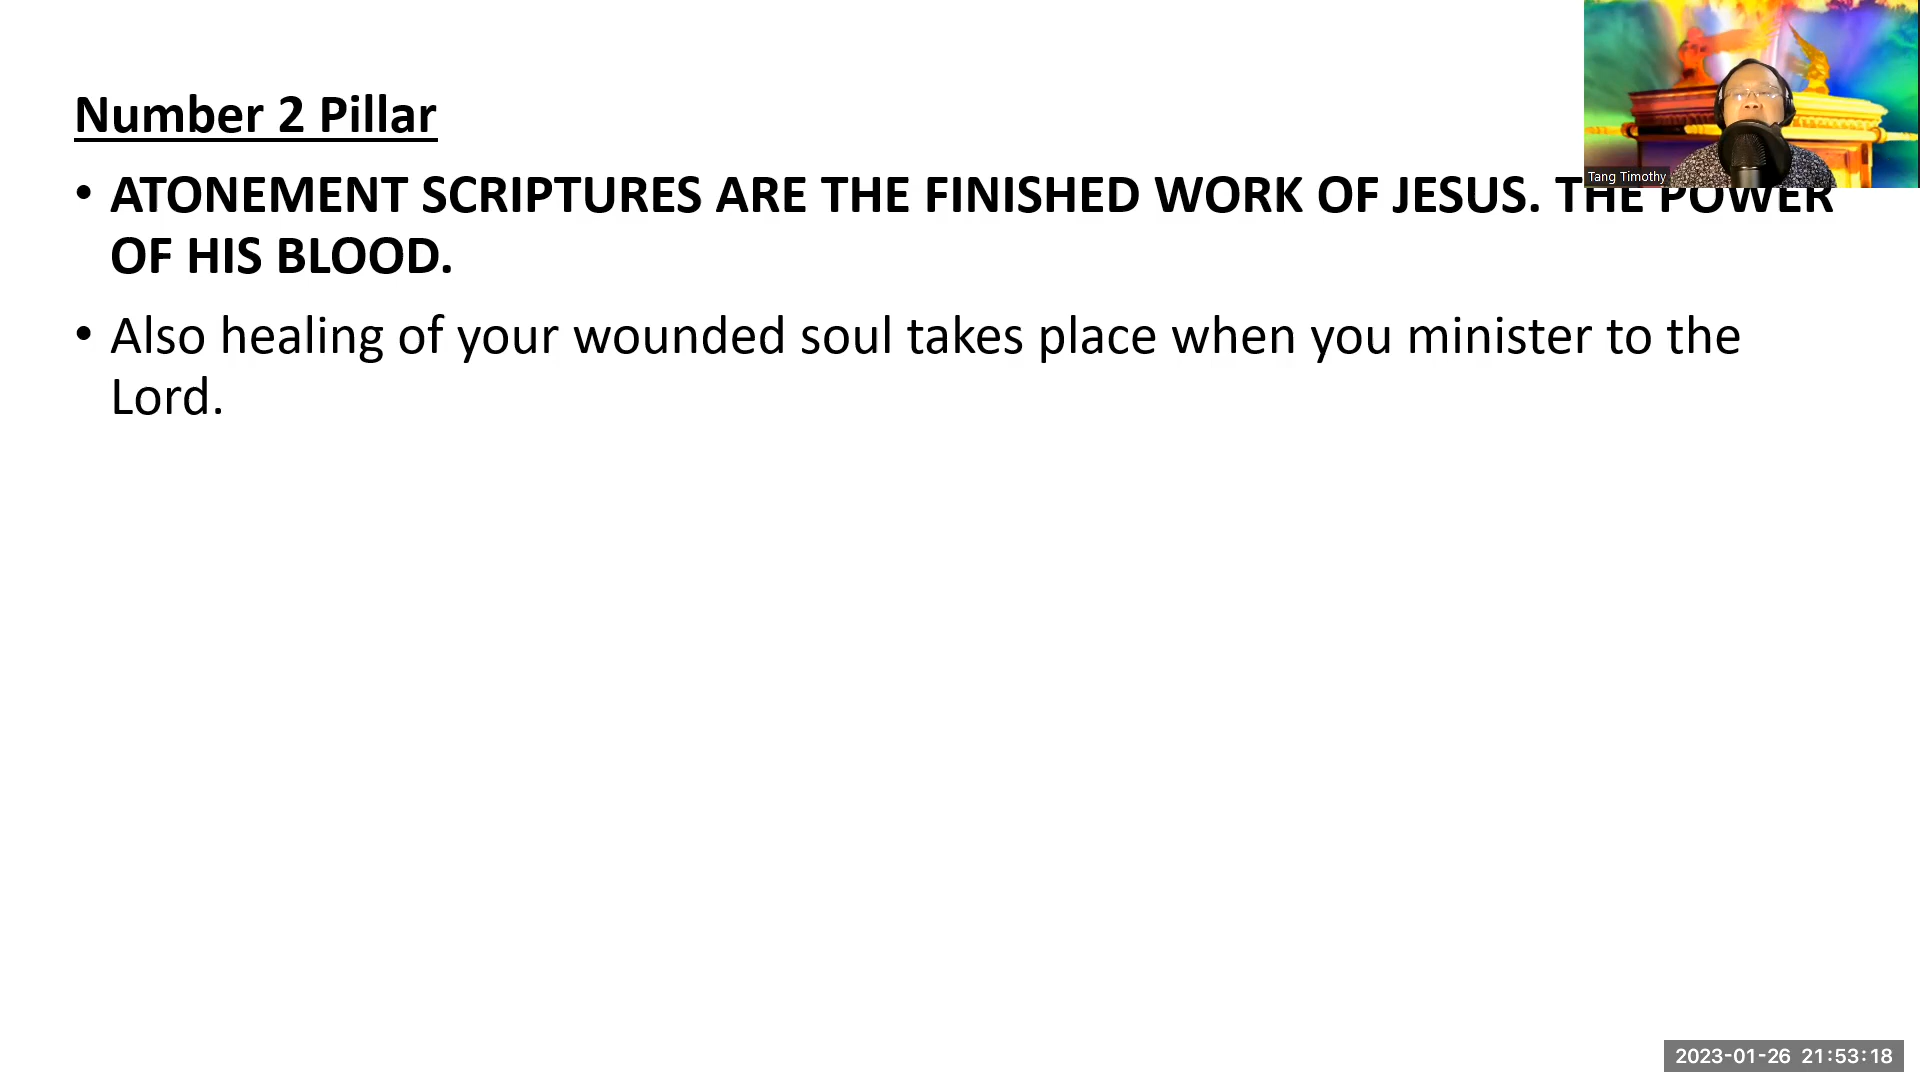 Number 2 Pillar
• ATONEMENT SCRIPTURES ARE THE FINISHED WORK OF JESUS. THE POWER
OF HIS BLOOD.
• Also healing of your wounded soul takes place when you minister to the
Lord.
Tang Timothy
2023-01-26 21:53:18